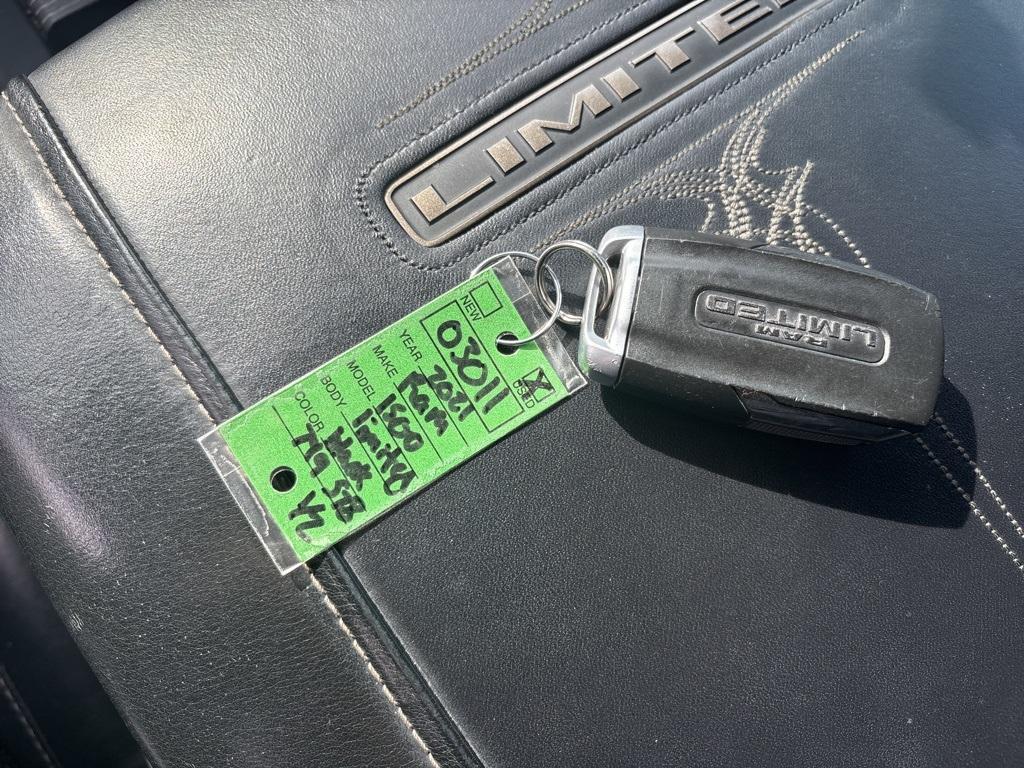 LIMITED
NEW
USED
03011
YEAR 2021
MAKE Ram
MODEL 1500
BODY limited
COLOR black
RAM
LIMITED